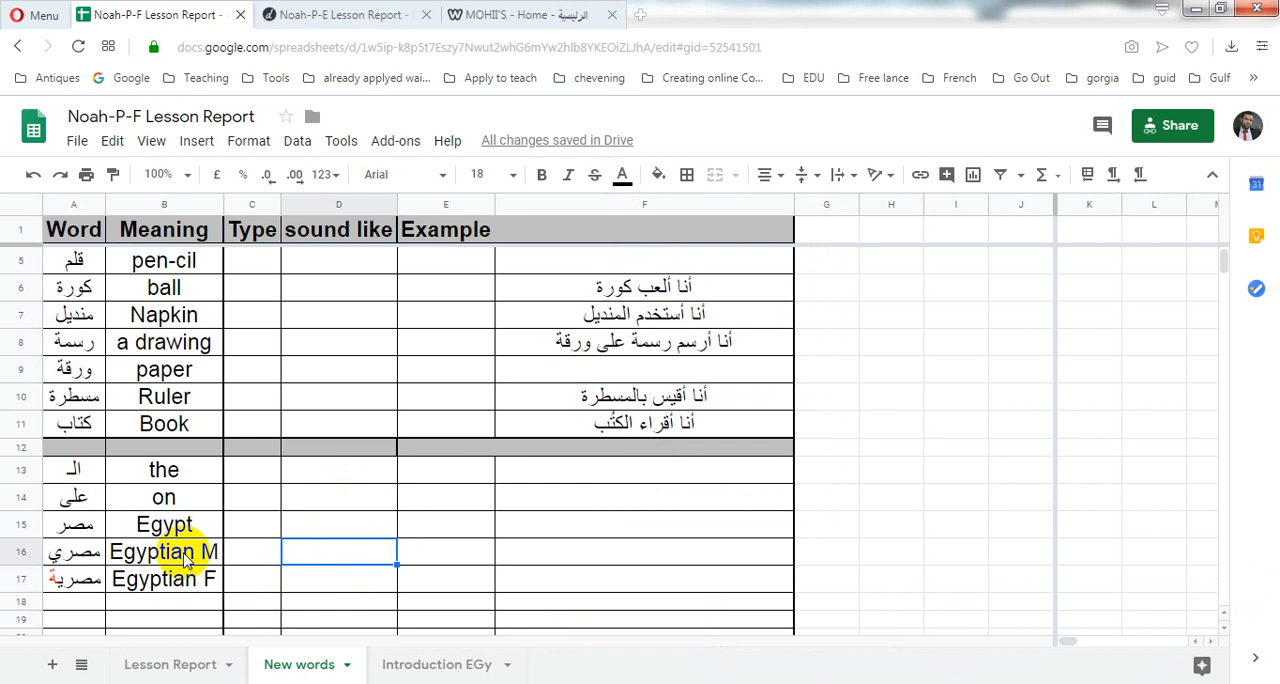 Menu
Noah-P-F Lesson Report -
Noah-P-E Lesson Report -
MOHII'S - Home - الرئيسية
docs.google.com/spreadsheets/d/1w5ip-k8p5t7Eszy7Nwut2whG6mYw2hlb8YKEOiZLJhA/edit#gid=52541501
Antiques
Google
Teaching
Tools
already applyed wai...
Apply to teach
chevening
Creating online Co...
EDU
Free lance
French
Go Out
gorgia
guid
Gulf
»
Noah-P-F Lesson Report
File Edit View Insert Format Data Tools Add-ons Help
All changes saved in Drive
Share
100% £ % .0 .00 123 Arial 18 B I S A
A B C D E F G H I J K L M
1 Word Meaning Type sound like Example
5 قلم pen-cil
6 كورة ball أنا ألعب كورة
7 منديل Napkin أنا أستخدم المنديل
8 رسمة a drawing أنا أرسم رسمة على ورقة
9 ورقة paper
10 مسطرة Ruler أنا أقيس بالمسطرة
11 كتاب Book أنا أقراء الكتُب
12
13 الـ the
14 على on
15 مصر Egypt
16 مصري Egyptian M
17 مصرية Egyptian F
18
19
Lesson Report
New words
Introduction EGy
31